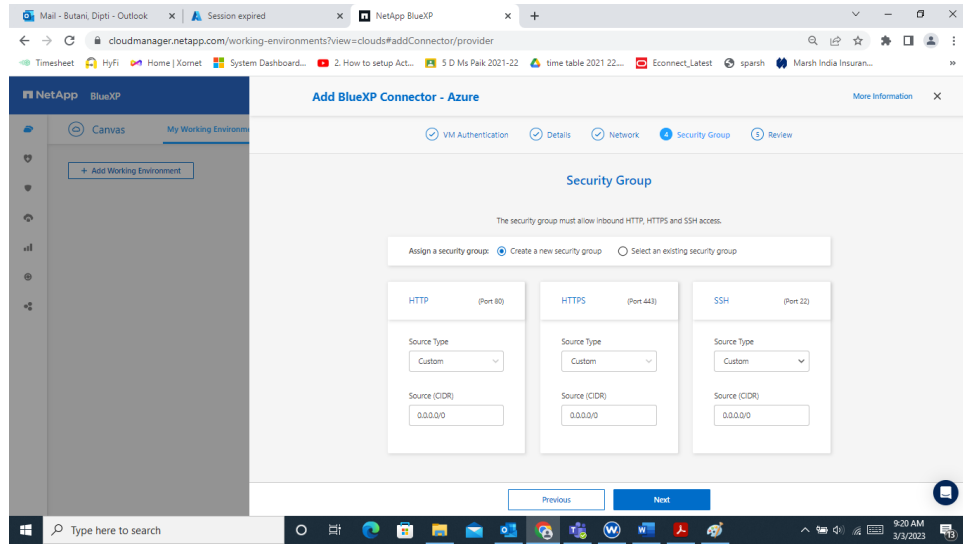 Mail - Butani, Dipti - Outlook
Session expired
NetApp BlueXP
cloudmanager.netapp.com/working-environments?view=clouds#addConnector/provider
Timesheet HyFi Home | Xornet System Dashboard... 2. How to setup Act... 5 D Ms Paik 2021-22 time table 2021 22.... Econnect_Latest sparsh Marsh India Insuran... »
NetApp BlueXP
Add BlueXP Connector - Azure
More Information
Canvas
My Working Environme
VM Authentication Details Network 4 Security Group 5 Review
+ Add Working Environment
Security Group
The security group must allow inbound HTTP, HTTPS and SSH access.
Assign a security group: Create a new security group Select an existing security group
HTTP (Port 80) HTTPS (Port 443) SSH (Port 22)
Source Type Source Type Source Type
Custom Custom Custom
Source (CIDR) Source (CIDR) Source (CIDR)
0.0.0.0/0 0.0.0.0/0 0.0.0.0/0
Previous Next
Type here to search
9:20 AM
3/3/2023
13